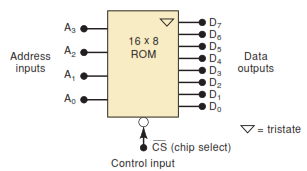 A₃
A₂
A₁
A₀
Address
inputs
16 x 8
ROM
D₇
D₆
D₅
D₄
D₃
D₂
D₁
D₀
Data
outputs
C̅S̅ (chip select)
Control input
= tristate